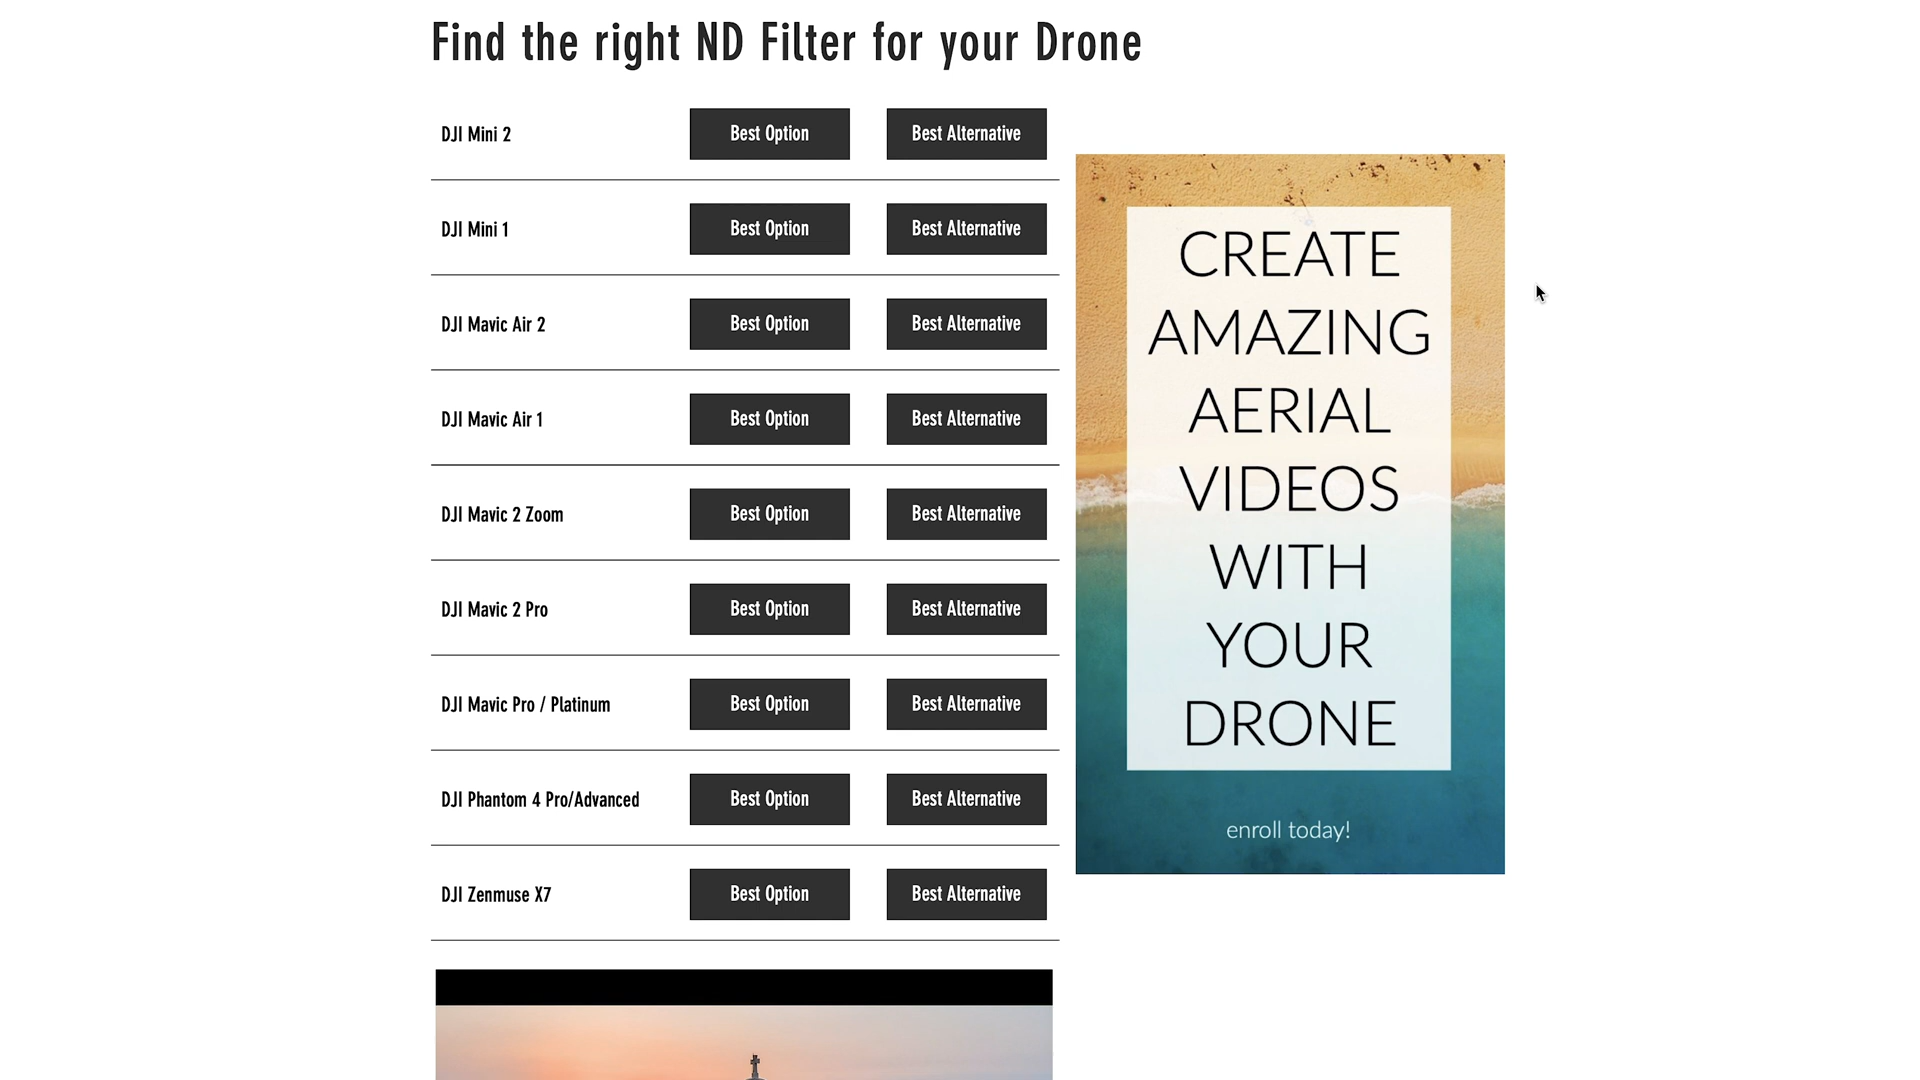 Find the right ND Filter for your Drone
DJI Mini 2 Best Option Best Alternative
DJI Mini 1 Best Option Best Alternative
DJI Mavic Air 2 Best Option Best Alternative
DJI Mavic Air 1 Best Option Best Alternative
DJI Mavic 2 Zoom Best Option Best Alternative
DJI Mavic 2 Pro Best Option Best Alternative
DJI Mavic Pro / Platinum Best Option Best Alternative
DJI Phantom 4 Pro/Advanced Best Option Best Alternative
DJI Zenmuse X7 Best Option Best Alternative
CREATE
AMAZING
AERIAL
VIDEOS
WITH
YOUR
DRONE
enroll today!